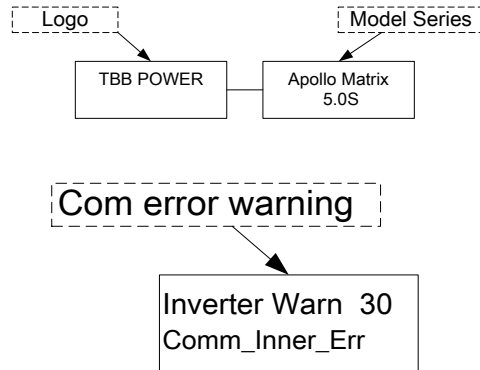 Logo
Model Series
TBB POWER
Apollo Matrix
5.0S
Com error warning
Inverter Warn 30
Comm_Inner_Err